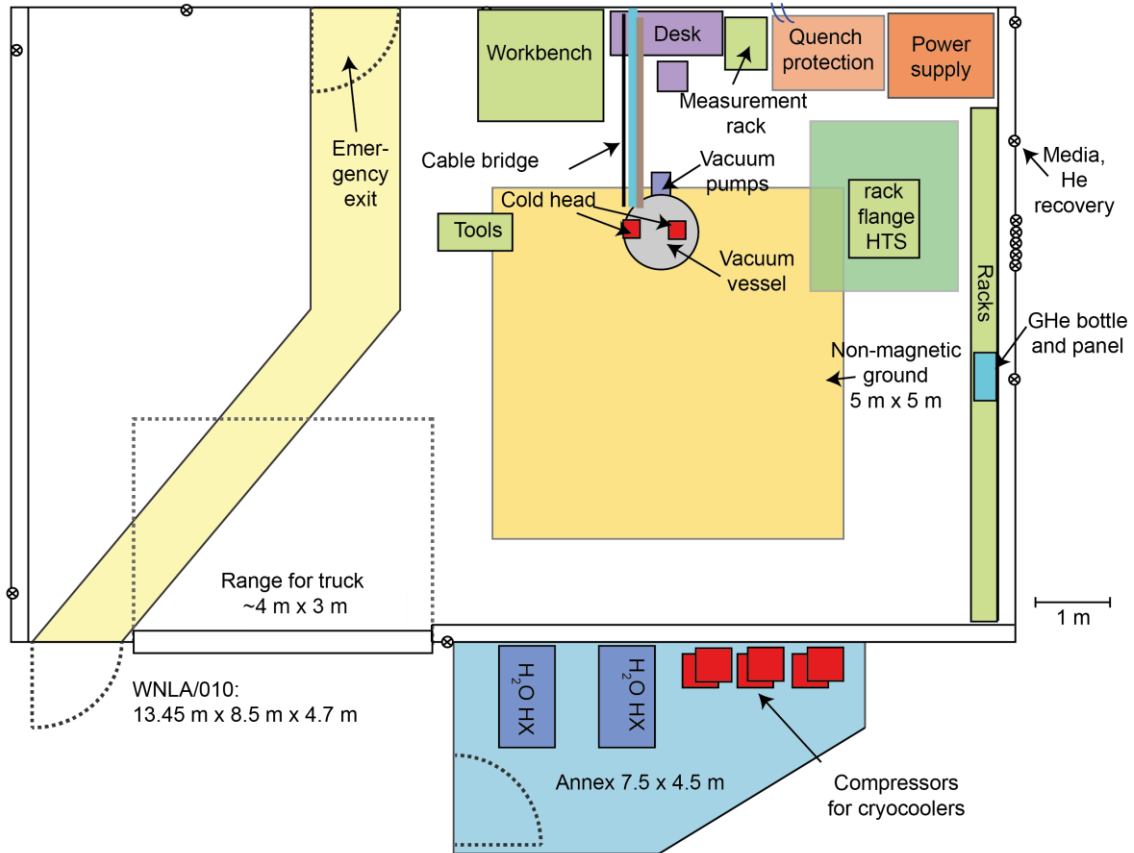 Workbench
Desk
Quench
protection
Power
supply
Measurement
rack
Emer-
gency
exit
Cable bridge
Vacuum
pumps
Media,
He
recovery
Cold head
Tools
rack
flange
HTS
Vacuum
vessel
Racks
GHe bottle
and panel
Non-magnetic
ground
5 m x 5 m
Range for truck
~4 m x 3 m
1 m
WNLA/010:
13.45 m x 8.5 m x 4.7 m
H₂O HX
H₂O HX
Annex 7.5 x 4.5 m
Compressors
for cryocoolers